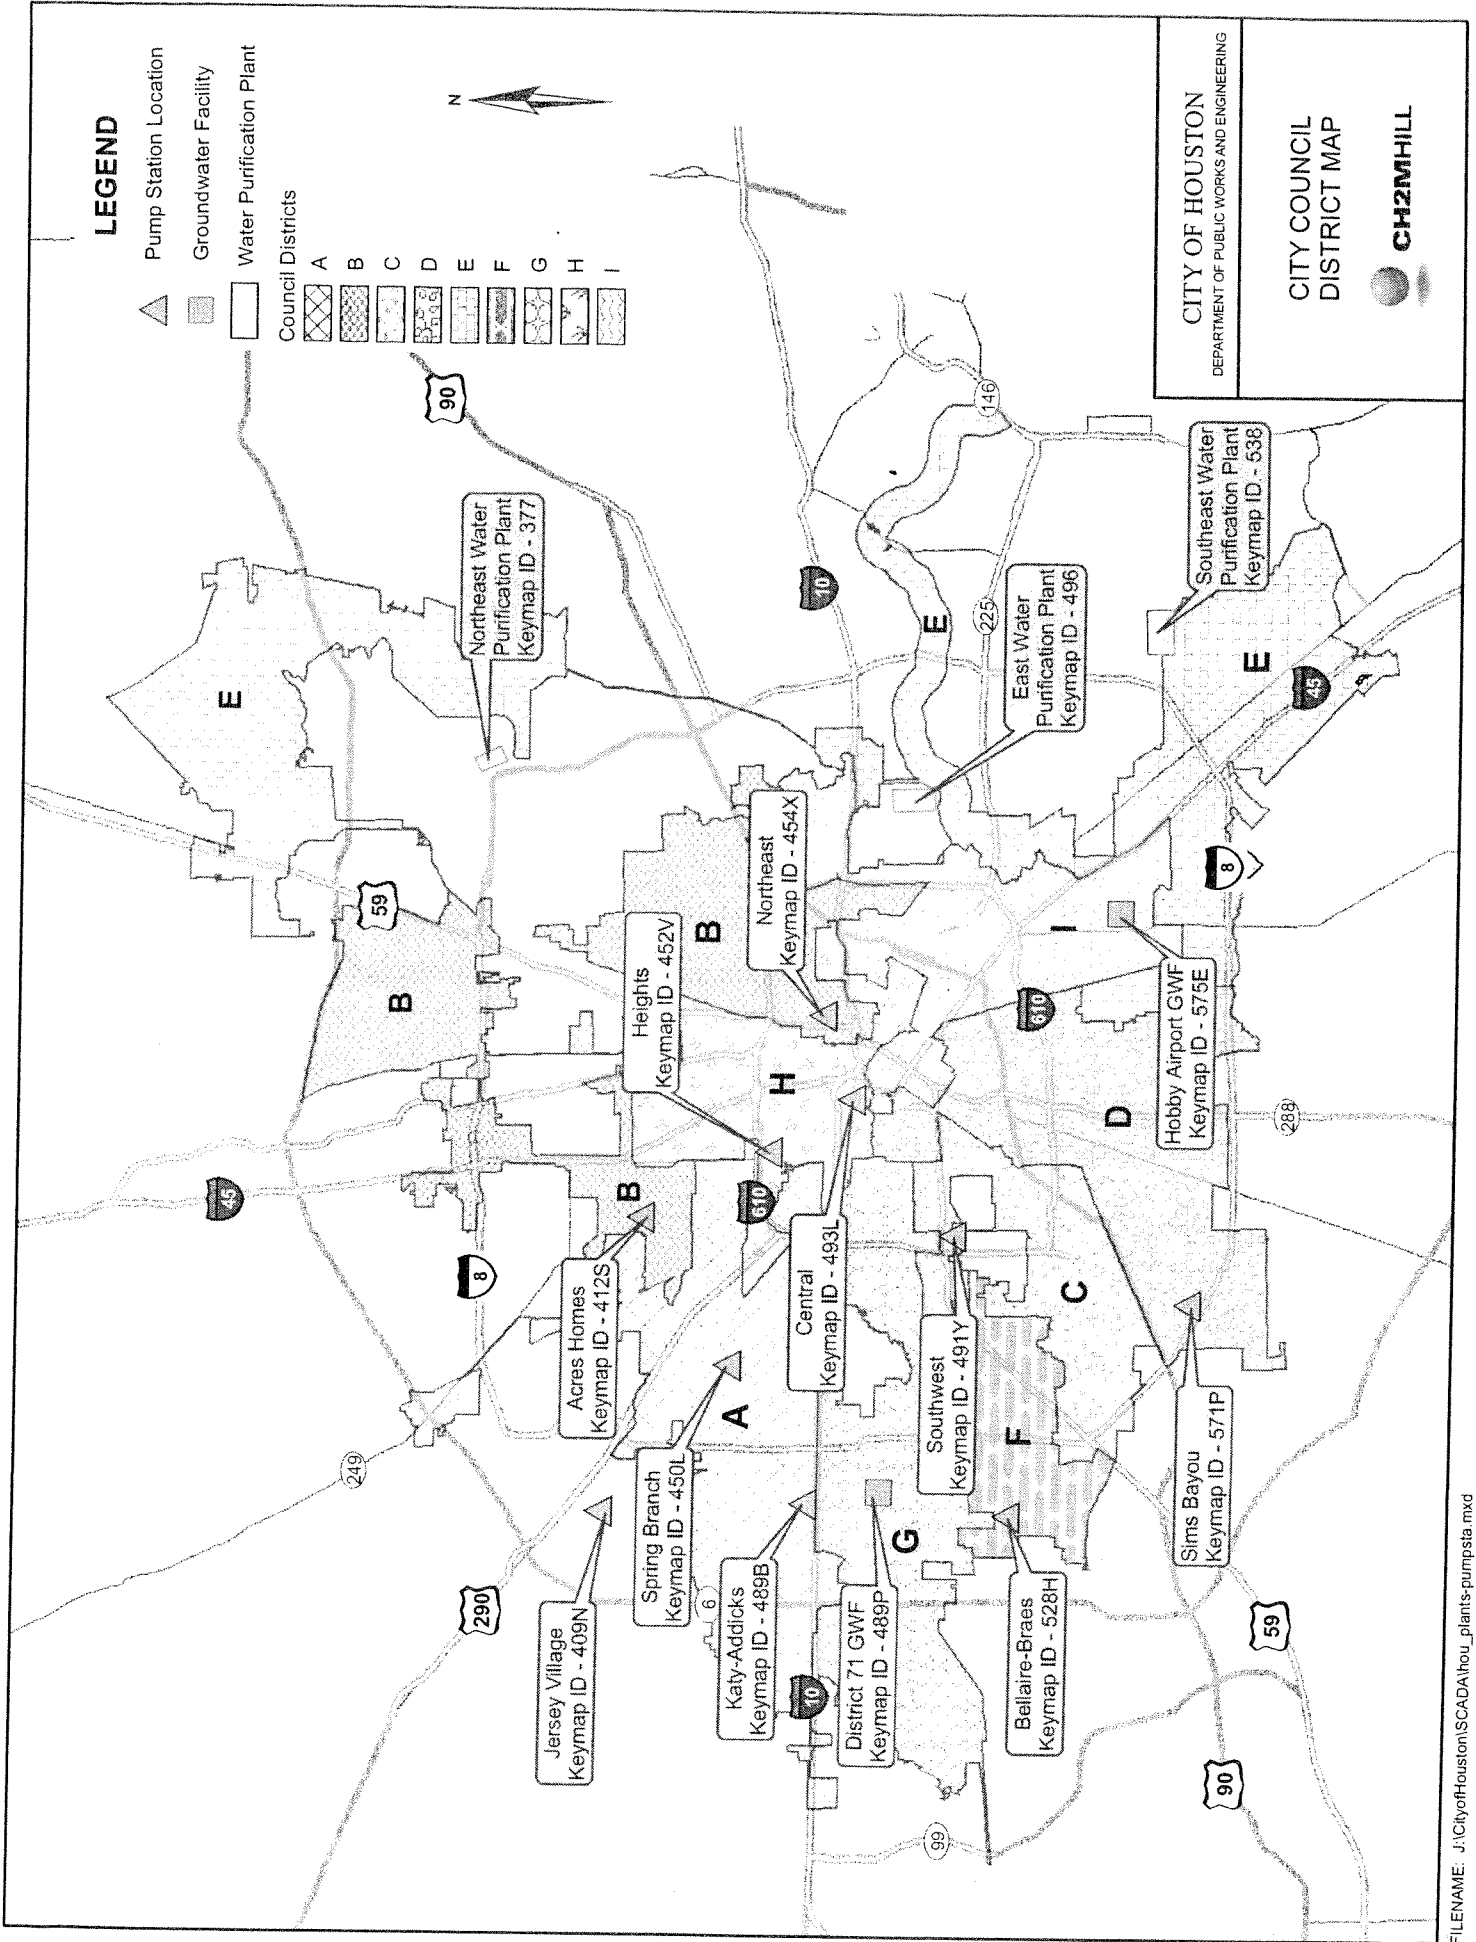 LEGEND
Pump Station Location
Groundwater Facility
Water Purification Plant
Council Districts
A
B
C
D
E
F
G
H
I
N
CITY OF HOUSTON
DEPARTMENT OF PUBLIC WORKS AND ENGINEERING
CITY COUNCIL
DISTRICT MAP
CH2MHILL
Northeast Water
Purification Plant
Keymap ID - 377
East Water
Purification Plant
Keymap ID - 496
Southeast Water
Purification Plant
Keymap ID - 538
Northeast
Keymap ID - 454X
Heights
Keymap ID - 452V
Hobby Airport GWF
Keymap ID - 575E
Acres Homes
Keymap ID - 412S
Central
Keymap ID - 493L
Southwest
Keymap ID - 491Y
Sims Bayou
Keymap ID - 571P
Spring Branch
Keymap ID - 450L
Jersey Village
Keymap ID - 409N
Katy-Addicks
Keymap ID - 489B
District 71 GWF
Keymap ID - 489P
Bellaire-Braes
Keymap ID - 528H
E
E
E
B
B
B
H
I
D
C
A
G
F
90
59
45
8
249
290
6
10
99
90
59
610
610
288
8
45
225
146
10
FILENAME: J:\CityofHouston\SCADA\hou_plants-pumpsta.mxd